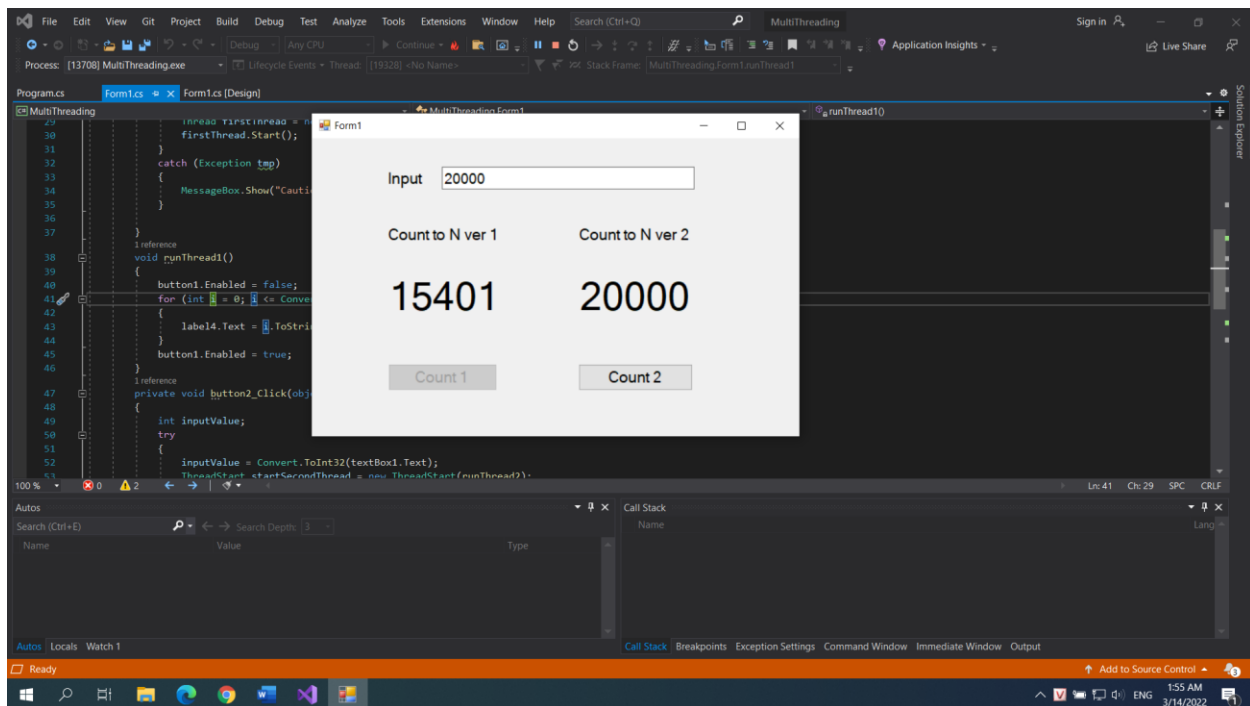 File Edit View Git Project Build Debug Test Analyze Tools Extensions Window Help Search (Ctrl+Q) MultiThreading Sign in
Debug Any CPU Continue Application Insights Live Share
Process: [13708] MultiThreading.exe Lifecycle Events Thread: [19328] <No Name> Stack Frame: MultiThreading.Form1.runThread1
Program.cs Form1.cs Form1.cs [Design]
Solution Explorer
MultiThreading MultiThreading.Form1 runThread1()
29 Thread firstThread =
30 firstThread.Start();
31 }
32 catch (Exception tmp)
33 {
34 MessageBox.Show("Cauti
35 }
36
37 }
1 reference
38 void runThread1()
39 {
40 button1.Enabled = false;
41 for (int i = 0; i <= Conve
42 {
43 label4.Text = i.ToStri
44 }
45 button1.Enabled = true;
46 }
1 reference
47 private void button2_Click(obj
48 {
49 int inputValue;
50 try
51 {
52 inputValue = Convert.ToInt32(textBox1.Text);
53 ThreadStart startSecondThread = new ThreadStart(runThread2);
Form1
Input 20000
Count to N ver 1 Count to N ver 2
15401 20000
Count 1 Count 2
100 % 0 2 Ln: 41 Ch: 29 SPC CRLF
Autos
Search (Ctrl+E) Search Depth: 3
Name Value Type
Call Stack
Name Lang
Autos Locals Watch 1
Call Stack Breakpoints Exception Settings Command Window Immediate Window Output
Ready Add to Source Control 3
ENG 1:55 AM
3/14/2022 1